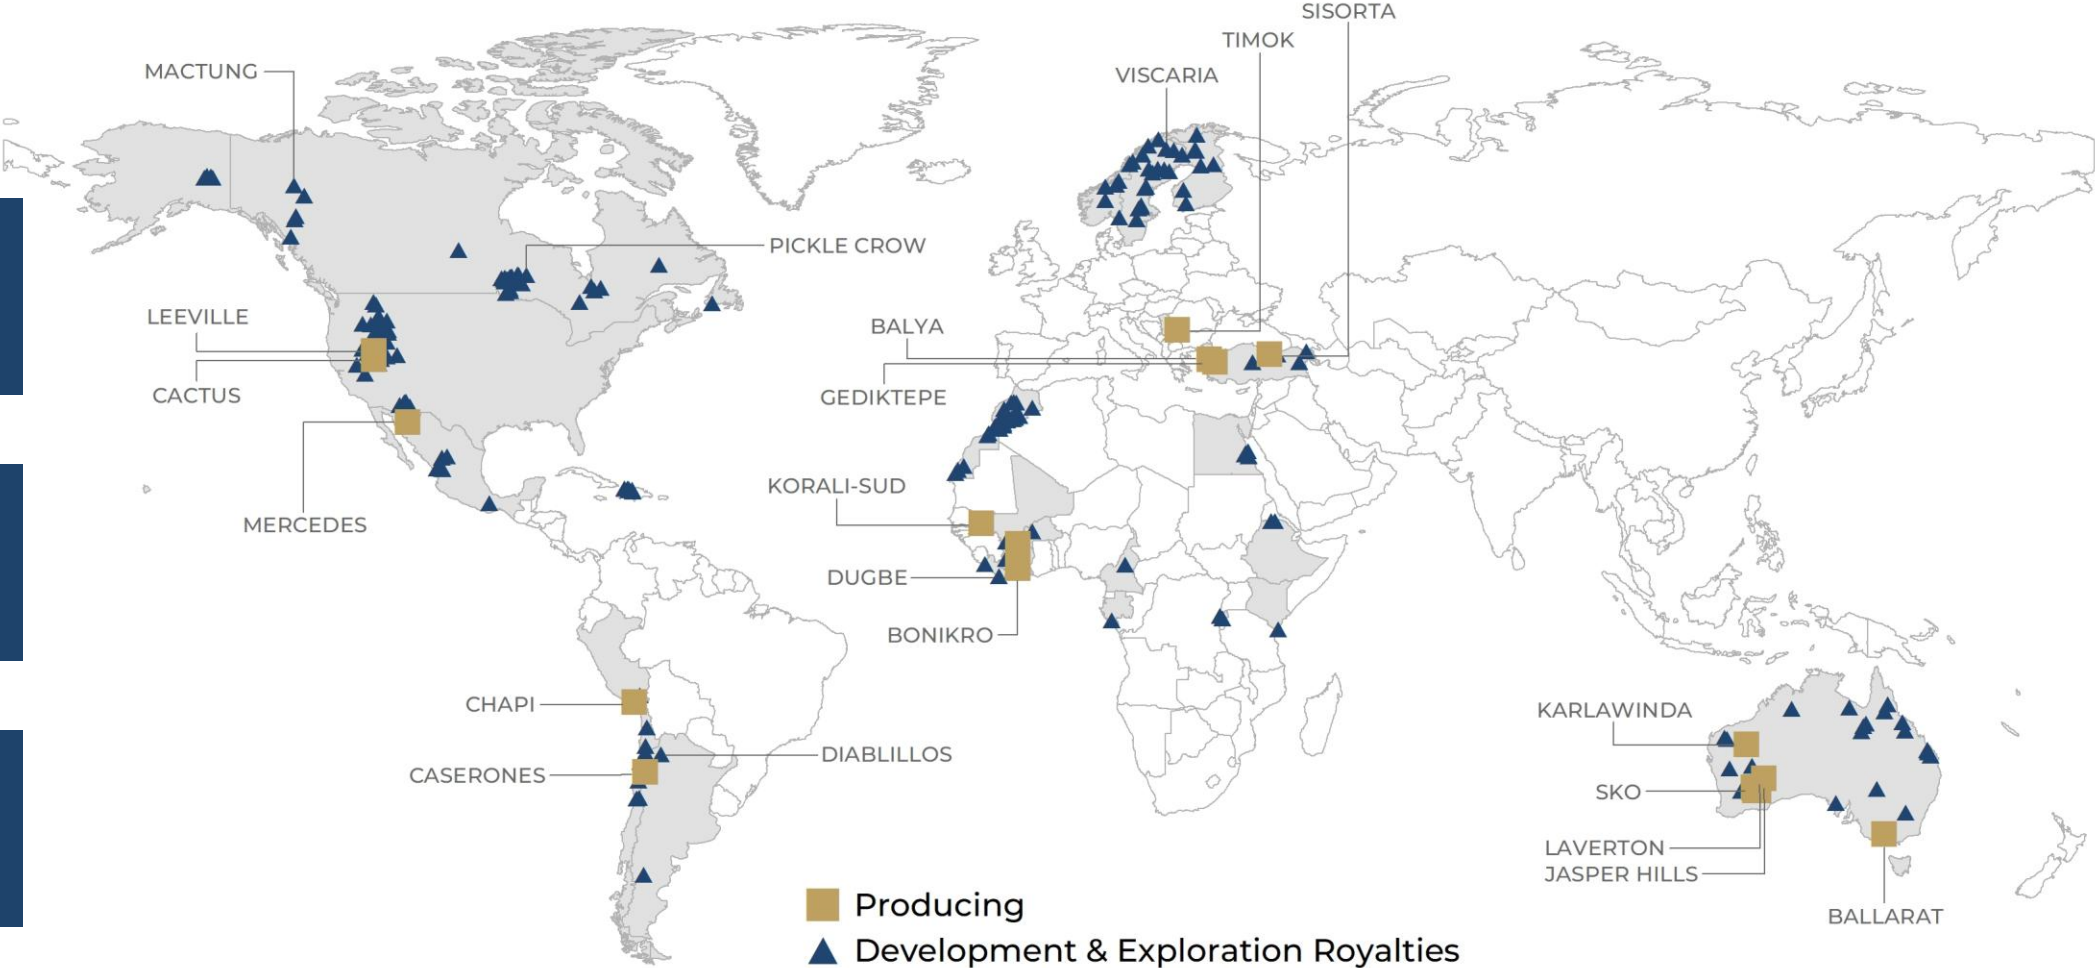 SISORTA
TIMOK
VISCARIA
MACTUNG
PICKLE CROW
LEEVILLE
BALYA
CACTUS
GEDIKTEPE
KORALI-SUD
MERCEDES
DUGBE
BONIKRO
CHAPI
KARLAWINDA
DIABLILLOS
CASERONES
SKO
LAVERTON
JASPER HILLS
BALLARAT
Producing
Development & Exploration Royalties